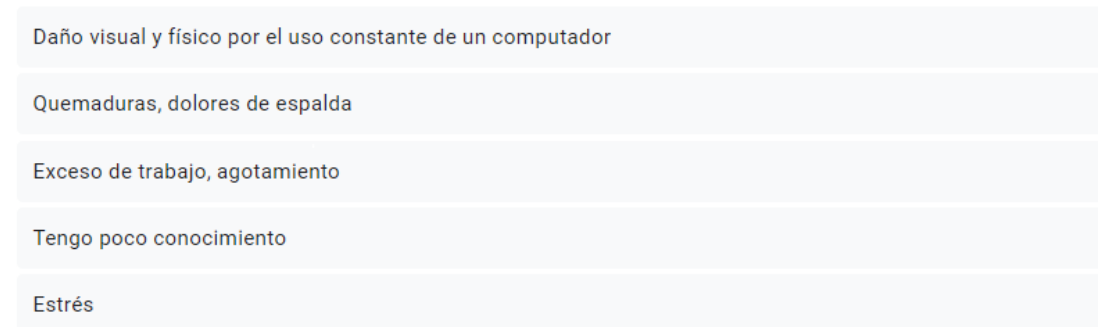 Daño visual y físico por el uso constante de un computador
Quemaduras, dolores de espalda
Exceso de trabajo, agotamiento
Tengo poco conocimiento
Estrés